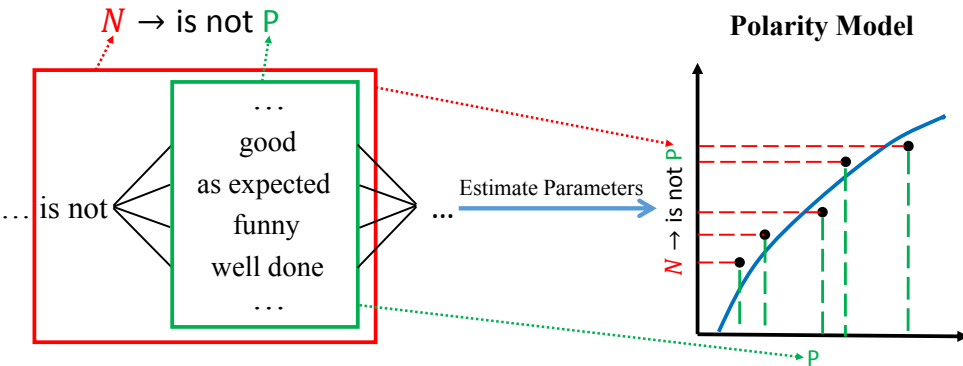 N → is not P
Polarity Model
...
good
as expected
... is not
funny
well done
...
...
Estimate Parameters
N → is not P
P